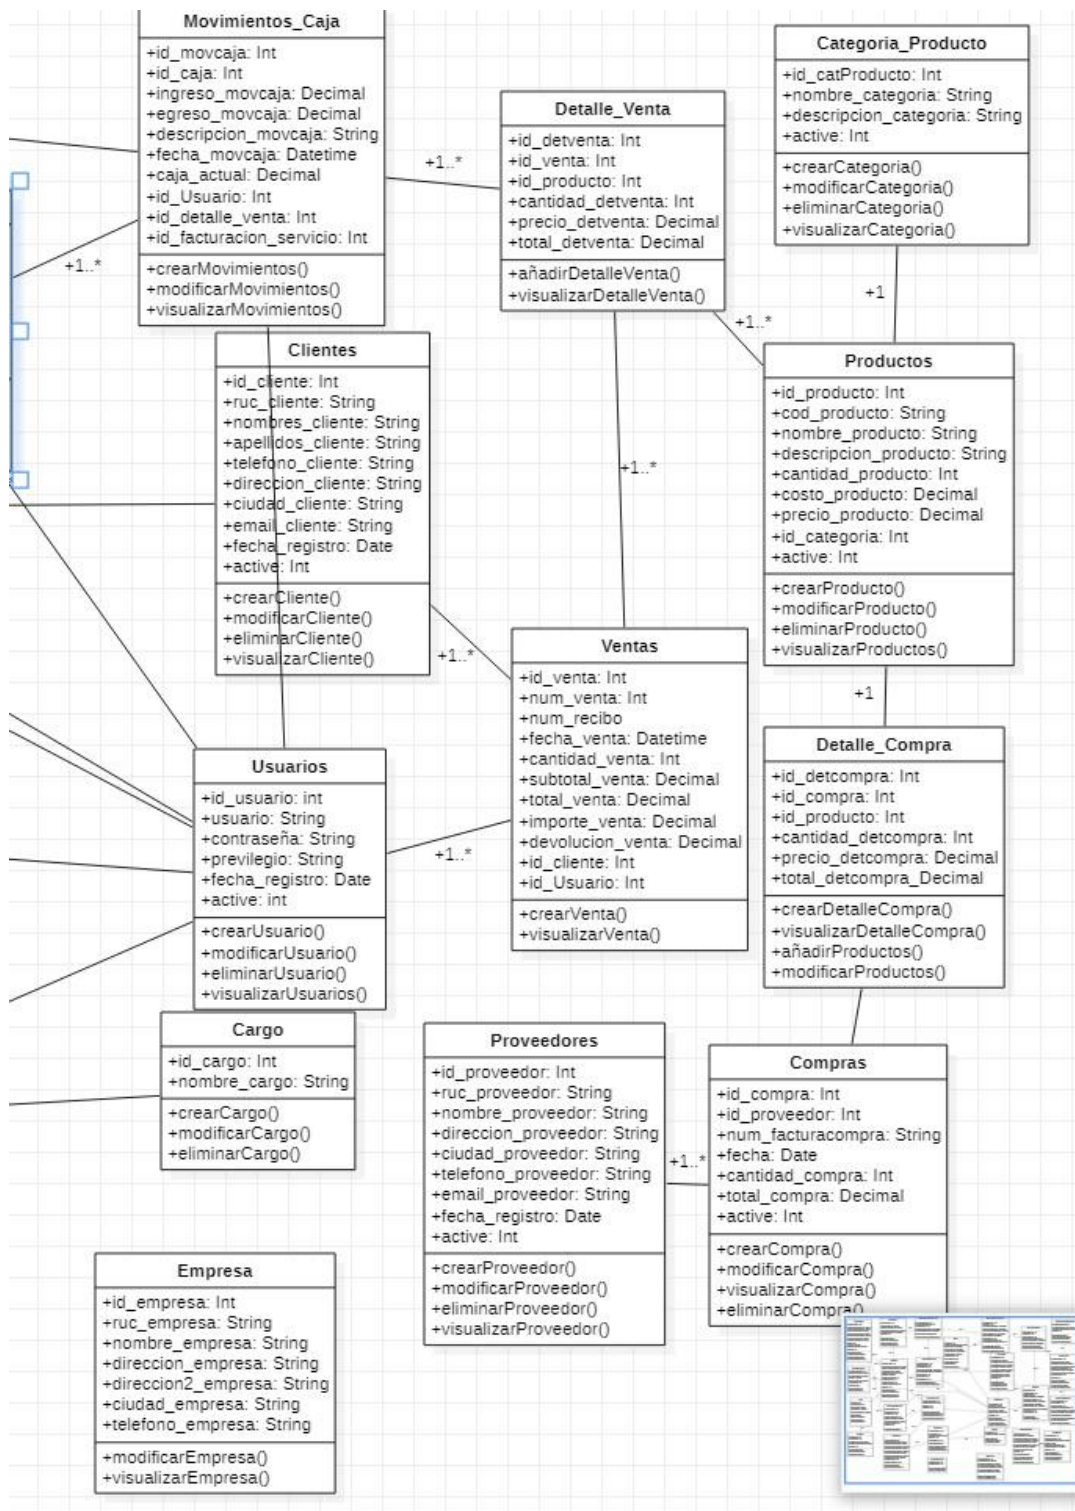 Movimientos_Caja
+id_movcaja: Int
+id_caja: Int
+ingreso_movcaja: Decimal
+egreso_movcaja: Decimal
+descripcion_movcaja: String
+fecha_movcaja: Datetime
+caja_actual: Decimal
+id_Usuario: Int
+id_detalle_venta: Int
+id_facturacion_servicio: Int
+crearMovimientos()
+modificarMovimientos()
+visualizarMovimientos()
+1..*
+1..*
Detalle_Venta
+id_detventa: Int
+id_venta: Int
+id_producto: Int
+cantidad_detventa: Int
+precio_detventa: Decimal
+total_detventa: Decimal
+añadirDetalleVenta()
+visualizarDetalleVenta()
+1..*
+1..*
Categoria_Producto
+id_catProducto: Int
+nombre_categoria: String
+descripcion_categoria: String
+active: Int
+crearCategoria()
+modificarCategoria()
+eliminarCategoria()
+visualizarCategoria()
+1
Clientes
+id_cliente: Int
+ruc_cliente: String
+nombres_cliente: String
+apellidos_cliente: String
+telefono_cliente: String
+direccion_cliente: String
+ciudad_cliente: String
+email_cliente: String
+fecha_registro: Date
+active: Int
+crearCliente()
+modificarCliente()
+eliminarCliente()
+visualizarCliente()
+1..*
Productos
+id_producto: Int
+cod_producto: String
+nombre_producto: String
+descripcion_producto: String
+cantidad_producto: Int
+costo_producto: Decimal
+precio_producto: Decimal
+id_categoria: Int
+active: Int
+crearProducto()
+modificarProducto()
+eliminarProducto()
+visualizarProductos()
+1
Ventas
+id_venta: Int
+num_venta: Int
+num_recibo
+fecha_venta: Datetime
+cantidad_venta: Int
+subtotal_venta: Decimal
+total_venta: Decimal
+importe_venta: Decimal
+devolucion_venta: Decimal
+id_cliente: Int
+id_Usuario: Int
+crearVenta()
+visualizarVenta()
+1..*
Usuarios
+id_usuario: int
+usuario: String
+contraseña: String
+previlegio: String
+fecha_registro: Date
+active: int
+crearUsuario()
+modificarUsuario()
+eliminarUsuario()
+visualizarUsuarios()
Detalle_Compra
+id_detcompra: Int
+id_compra: Int
+id_producto: Int
+cantidad_detcompra: Int
+precio_detcompra: Decimal
+total_detcompra_Decimal
+crearDetalleCompra()
+visualizarDetalleCompra()
+añadirProductos()
+modificarProductos()
Cargo
+id_cargo: Int
+nombre_cargo: String
+crearCargo()
+modificarCargo()
+eliminarCargo()
Proveedores
+id_proveedor: Int
+ruc_proveedor: String
+nombre_proveedor: String
+direccion_proveedor: String
+ciudad_proveedor: String
+telefono_proveedor: String
+email_proveedor: String
+fecha_registro: Date
+active: Int
+crearProveedor()
+modificarProveedor()
+eliminarProveedor()
+visualizarProveedor()
+1..*
Compras
+id_compra: Int
+id_proveedor: Int
+num_facturacompra: String
+fecha: Date
+cantidad_compra: Int
+total_compra: Decimal
+active: Int
+crearCompra()
+modificarCompra()
+visualizarCompra()
+eliminarCompra()
Empresa
+id_empresa: Int
+ruc_empresa: String
+nombre_empresa: String
+direccion_empresa: String
+direccion2_empresa: String
+ciudad_empresa: String
+telefono_empresa: String
+modificarEmpresa()
+visualizarEmpresa()